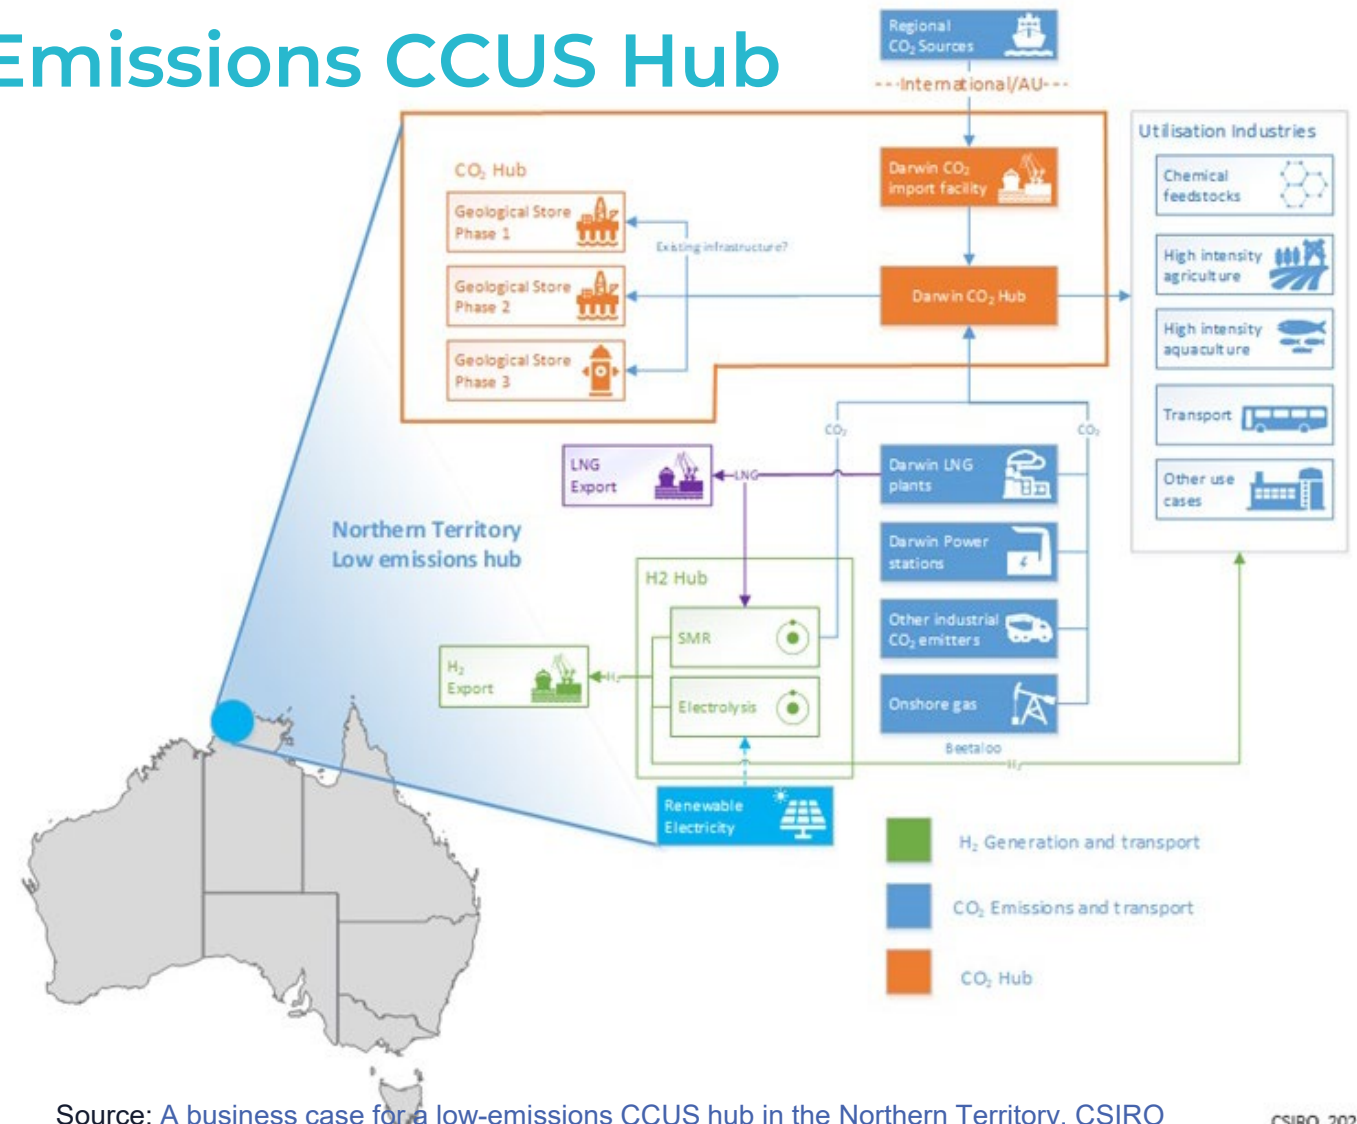 Emissions CCUS Hub
Regional
CO₂ Sources
---International/AU---
CO₂ Hub
Geological Store
Phase 1
Geological Store
Phase 2
Geological Store
Phase 3
Existing infrastructure?
Darwin CO₂
import facility
Darwin CO₂ Hub
Utilisation Industries
Chemical
feedstocks
High intensity
agriculture
High intensity
aquaculture
Transport
Other use
cases
CO₂
CO₂
LNG
Export
LNG
Darwin LNG
plants
Darwin Power
stations
Other industrial
CO₂ emitters
Onshore gas
Beetaloo
Northern Territory
Low emissions hub
H2 Hub
SMR
Electrolysis
H₂
Export
H₂
H₂
Renewable
Electricity
H₂ Generation and transport
CO₂ Emissions and transport
CO₂ Hub
Source: A business case for a low-emissions CCUS hub in the Northern Territory, CSIRO
CSIRO, 202